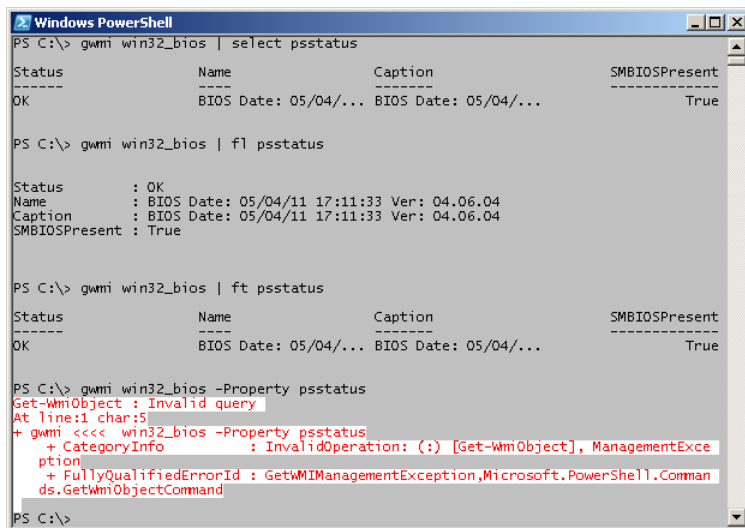 Windows PowerShell
PS C:\> gwmi win32_bios | select psstatus
Status Name Caption SMBIOSPresent
------ ---- ------- -------------
OK BIOS Date: 05/04/... BIOS Date: 05/04/... True
PS C:\> gwmi win32_bios | fl psstatus
Status : OK
Name : BIOS Date: 05/04/11 17:11:33 Ver: 04.06.04
Caption : BIOS Date: 05/04/11 17:11:33 Ver: 04.06.04
SMBIOSPresent : True
PS C:\> gwmi win32_bios | ft psstatus
Status Name Caption SMBIOSPresent
------ ---- ------- -------------
OK BIOS Date: 05/04/... BIOS Date: 05/04/... True
PS C:\> gwmi win32_bios -Property psstatus
Get-WmiObject : Invalid query
At line:1 char:5
+ gwmi <<<<  win32_bios -Property psstatus
+ CategoryInfo : InvalidOperation: (:) [Get-WmiObject], ManagementExce
ption
+ FullyQualifiedErrorId : GetWMIManagementException,Microsoft.PowerShell.Comman
ds.GetWmiObjectCommand
PS C:\>